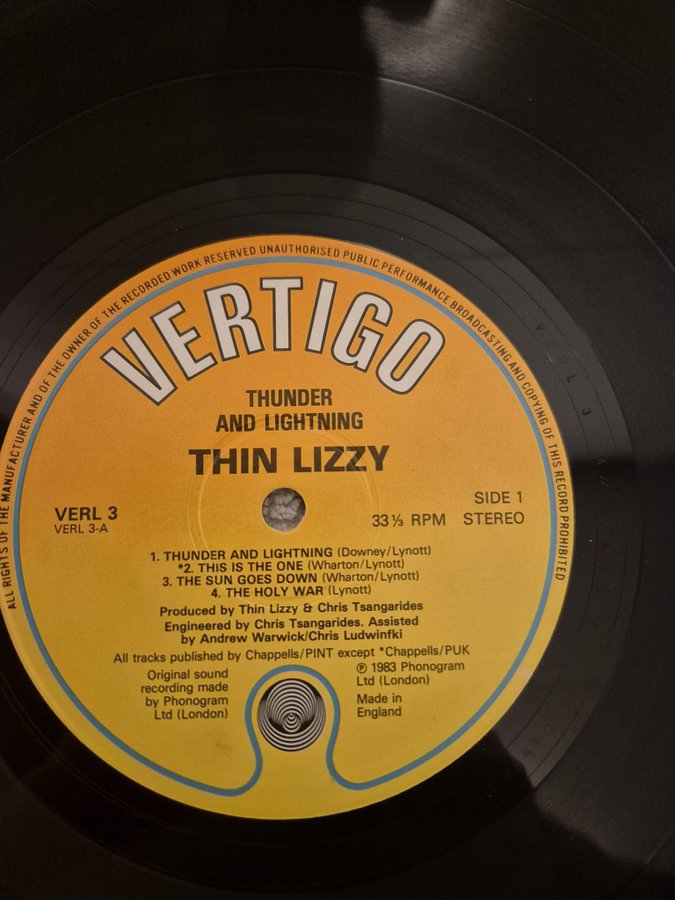 ALL RIGHTS OF THE MANUFACTURER AND OF THE OWNER OF THE RECORDED WORK RESERVED UNAUTHORISED PUBLIC PERFORMANCE BROADCASTING AND COPYING OF THIS RECORD PROHIBITED
VERTIGO
THUNDER
AND LIGHTNING
THIN LIZZY
VERL 3
VERL 3-A
SIDE 1
33⅓ RPM STEREO
1. THUNDER AND LIGHTNING (Downey/Lynott)
*2. THIS IS THE ONE (Wharton/Lynott)
3. THE SUN GOES DOWN (Wharton/Lynott)
4. THE HOLY WAR (Lynott)
Produced by Thin Lizzy & Chris Tsangarides
Engineered by Chris Tsangarides. Assisted
by Andrew Warwick/Chris Ludwinfki
All tracks published by Chappells/PINT except *Chappells/PUK
Original sound
recording made
by Phonogram
Ltd (London)
℗ 1983 Phonogram
Ltd (London)
Made in
England
VERL 3